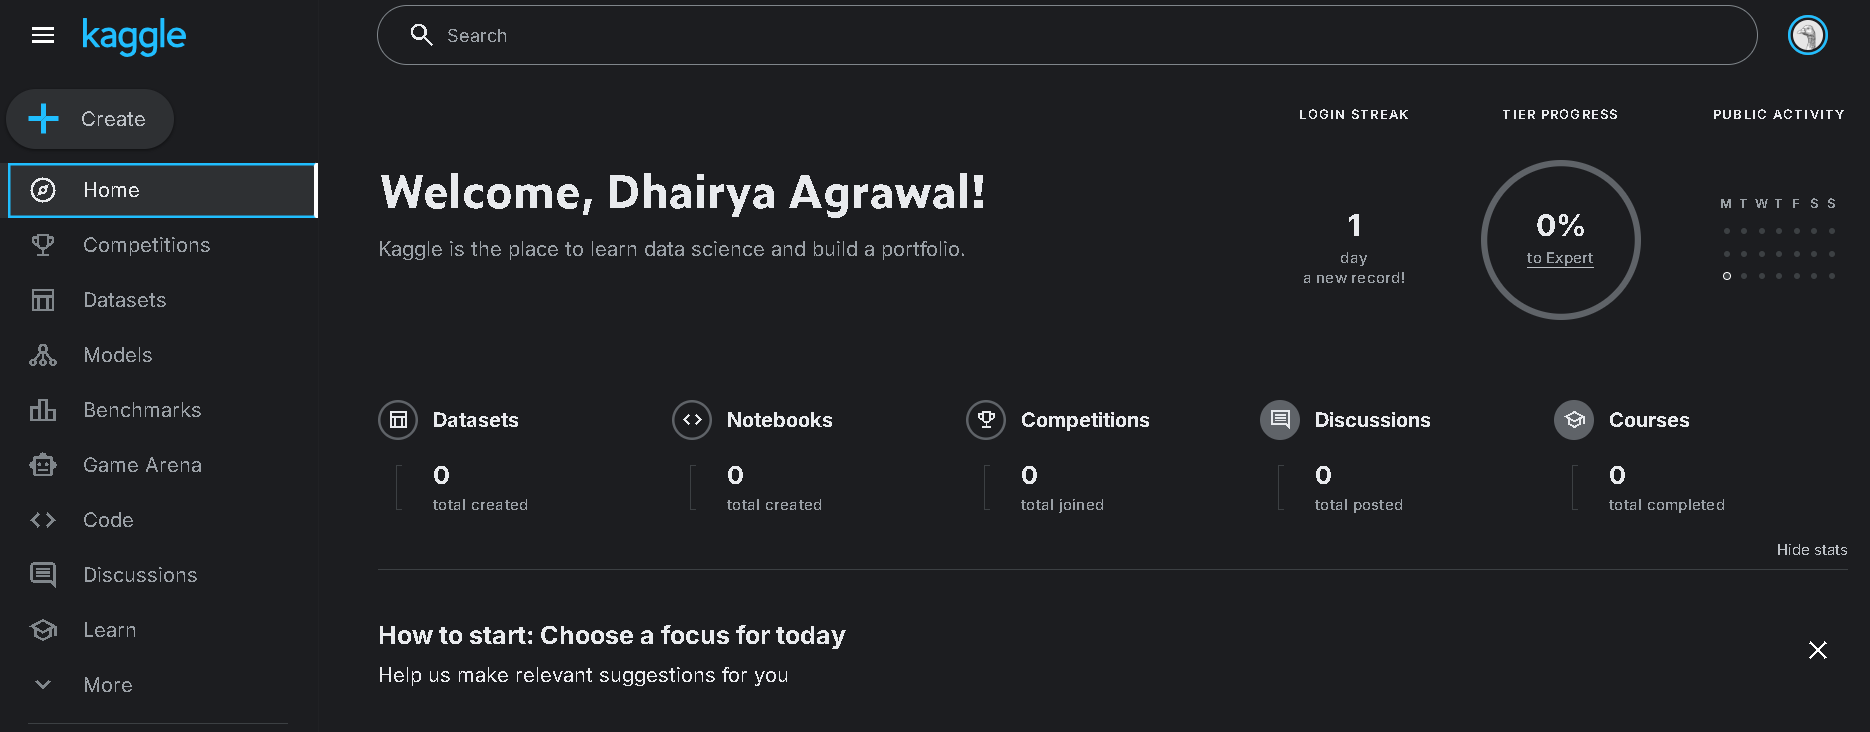 kaggle
Search
Create
Home
Competitions
Datasets
Models
Benchmarks
Game Arena
Code
Discussions
Learn
More
LOGIN STREAK
TIER PROGRESS
PUBLIC ACTIVITY
Welcome, Dhairya Agrawal!
Kaggle is the place to learn data science and build a portfolio.
1
day
a new record!
0%
to Expert
M T W T F S S
Datasets
0
total created
Notebooks
0
total created
Competitions
0
total joined
Discussions
0
total posted
Courses
0
total completed
Hide stats
How to start: Choose a focus for today
Help us make relevant suggestions for you